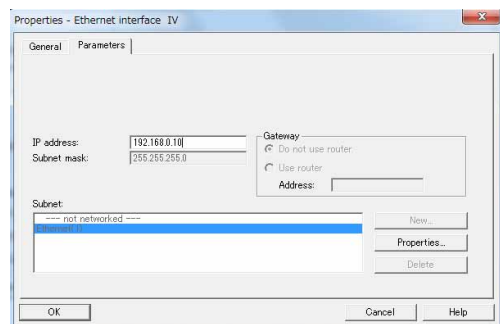 Properties - Ethernet interface IV
General Parameters
IP address: 192.168.0.10
Subnet mask: 255.255.255.0
Gateway
Do not use router
Use router
Address:
Subnet:
--- not networked ---
Ethernet(1)
New...
Properties...
Delete
OK Cancel Help